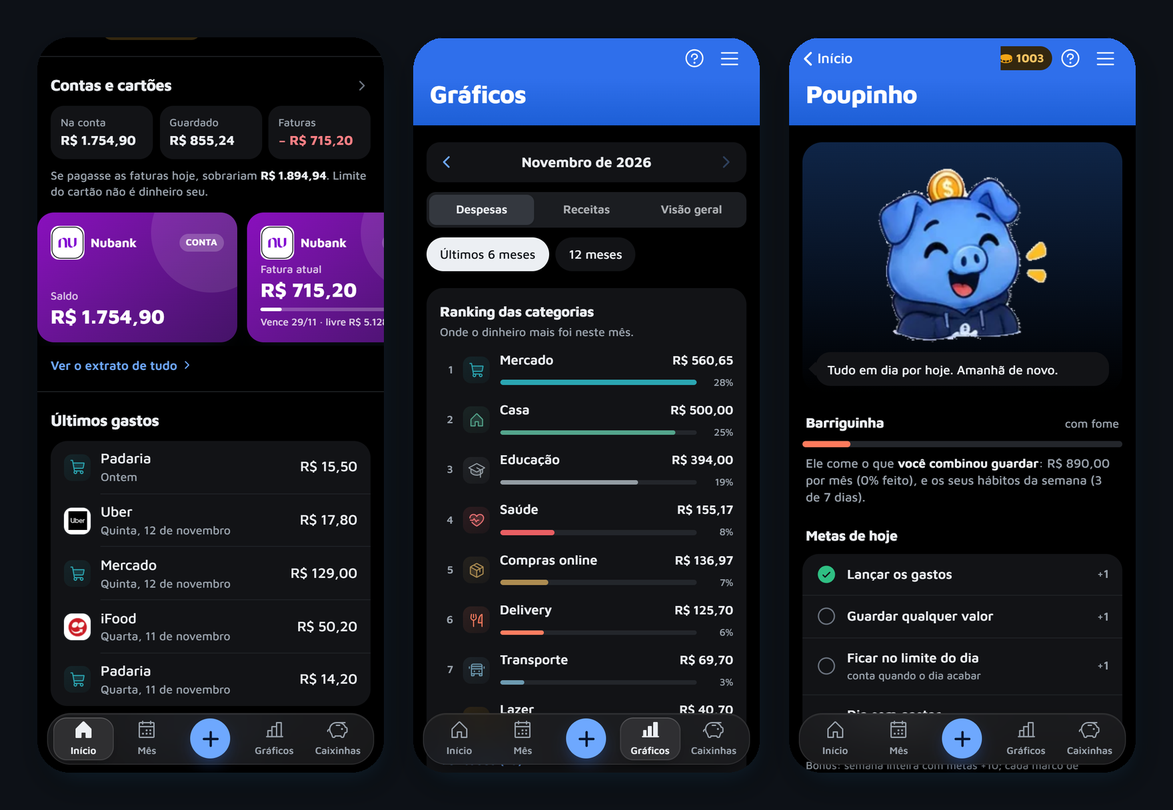 Contas e cartões
Na conta
R$ 1.754,90
Guardado
R$ 855,24
Faturas
– R$ 715,20
Se pagasse as faturas hoje, sobrariam R$ 1.894,94. Limite
do cartão não é dinheiro seu.
nu Nubank CONTA
Saldo
R$ 1.754,90
nu Nubank
Fatura atual
R$ 715,20
Vence 29/11 · livre R$ 5.128
Ver o extrato de tudo
Últimos gastos
Padaria
Ontem
R$ 15,50
Uber
Uber
Quinta, 12 de novembro
R$ 17,80
Mercado
Quinta, 12 de novembro
R$ 129,00
iFood
Quarta, 11 de novembro
R$ 50,20
Padaria
Quarta, 11 de novembro
R$ 14,20
Início
Mês
Gráficos
Caixinhas
Gráficos
Novembro de 2026
Despesas
Receitas
Visão geral
Últimos 6 meses
12 meses
Ranking das categorias
Onde o dinheiro mais foi neste mês.
1 Mercado R$ 560,65
28%
2 Casa R$ 500,00
25%
3 Educação R$ 394,00
19%
4 Saúde R$ 155,17
8%
5 Compras online R$ 136,97
7%
6 Delivery R$ 125,70
6%
7 Transporte R$ 69,70
3%
Lazer R$ 40,70
Início
Mês
Gráficos
Caixinhas
Início
1003
Poupinho
Tudo em dia por hoje. Amanhã de novo.
Barriguinha
com fome
Ele come o que você combinou guardar: R$ 890,00
por mês (0% feito), e os seus hábitos da semana (3
de 7 dias).
Metas de hoje
Lançar os gastos +1
Guardar qualquer valor +1
Ficar no limite do dia +1
conta quando o dia acabar
Início
Mês
Gráficos
Caixinhas
Bônus: semana inteira com metas +10; cada marco de